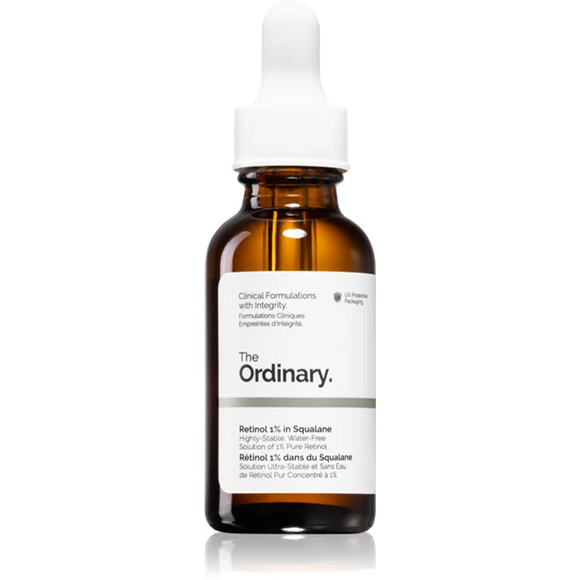 Clinical Formulations
with Integrity.
Formulations Cliniques
Empreintes d'Intégrité.
UV Protective
Packaging
The
Ordinary.
Retinol 1% in Squalane
Highly-Stable, Water-Free
Solution of 1% Pure Retinol
Rétinol 1% dans du Squalane
Solution Ultra-Stable et Sans Eau
de Rétinol Pur Concentré à 1%